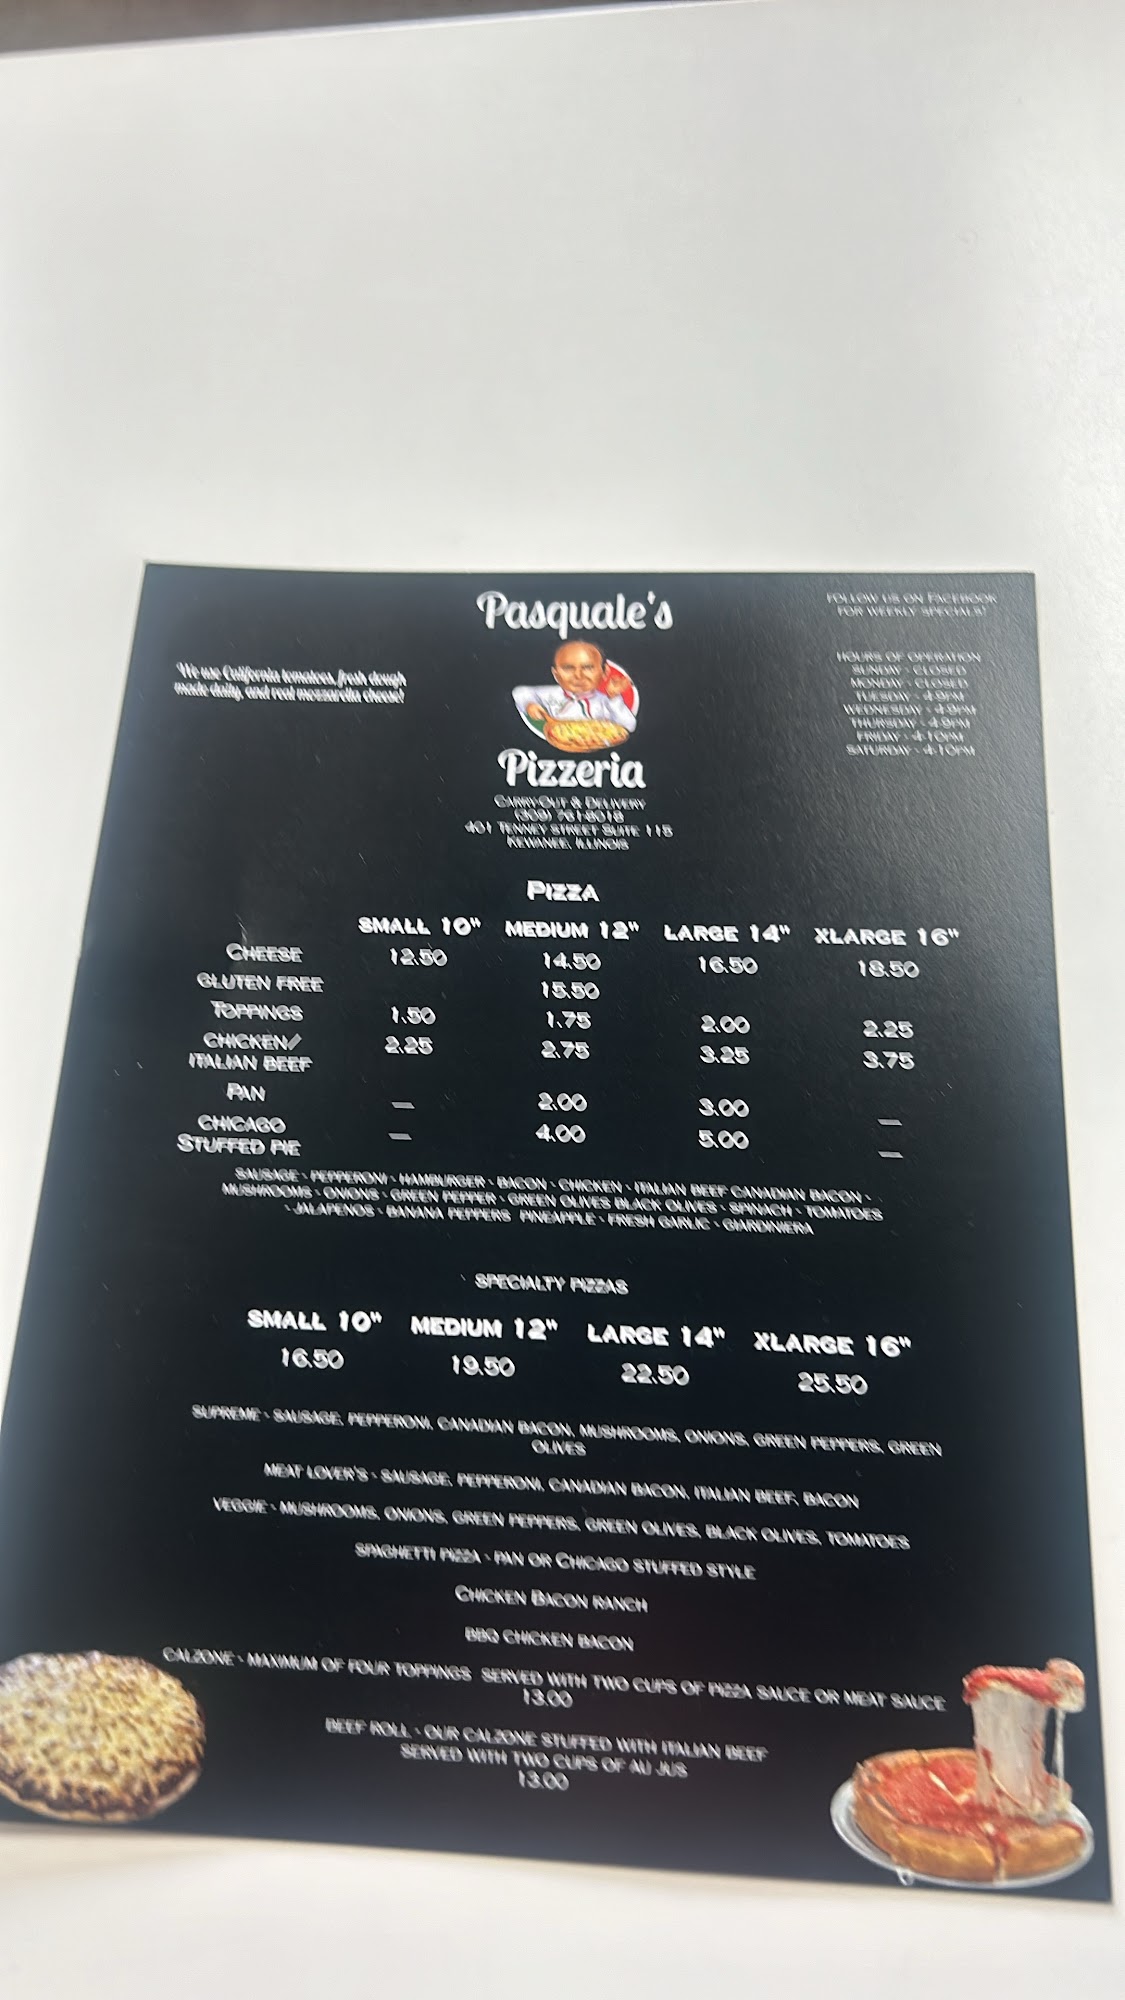 Pasquale's
Pizzeria
We use California tomatoes, fresh dough
made daily, and real mozzarella cheese!
FOLLOW US ON FACEBOOK
FOR WEEKLY SPECIALS!
HOURS OF OPERATION
SUNDAY - CLOSED
MONDAY - CLOSED
TUESDAY - 4-9PM
WEDNESDAY - 4-9PM
THURSDAY - 4-9PM
FRIDAY - 4-10PM
SATURDAY - 4-10PM
CARRY-OUT & DELIVERY
(309) 761-8018
401 TENNEY STREET SUITE 115
KEWANEE, ILLINOIS
PIZZA
SMALL 10" MEDIUM 12" LARGE 14" XLARGE 16"
CHEESE 12.50 14.50 16.50 18.50
GLUTEN FREE 15.50
TOPPINGS 1.50 1.75 2.00 2.25
CHICKEN/
ITALIAN BEEF 2.25 2.75 3.25 3.75
PAN — 2.00 3.00 —
CHICAGO
STUFFED PIE — 4.00 5.00 —
SAUSAGE - PEPPERONI - HAMBURGER - BACON - CHICKEN - ITALIAN BEEF CANADIAN BACON -
MUSHROOMS - ONIONS - GREEN PEPPER - GREEN OLIVES BLACK OLIVES - SPINACH - TOMATOES
- JALAPENOS - BANANA PEPPERS PINEAPPLE - FRESH GARLIC - GIARDINIERA
SPECIALTY PIZZAS
SMALL 10" MEDIUM 12" LARGE 14" XLARGE 16"
16.50 19.50 22.50 25.50
SUPREME - SAUSAGE, PEPPERONI, CANADIAN BACON, MUSHROOMS, ONIONS, GREEN PEPPERS, GREEN
OLIVES
MEAT LOVER'S - SAUSAGE, PEPPERONI, CANADIAN BACON, ITALIAN BEEF, BACON
VEGGIE - MUSHROOMS, ONIONS, GREEN PEPPERS, GREEN OLIVES, BLACK OLIVES, TOMATOES
SPAGHETTI PIZZA - PAN OR CHICAGO STUFFED STYLE
CHICKEN BACON RANCH
BBQ CHICKEN BACON
CALZONE - MAXIMUM OF FOUR TOPPINGS SERVED WITH TWO CUPS OF PIZZA SAUCE OR MEAT SAUCE
13.00
BEEF ROLL - OUR CALZONE STUFFED WITH ITALIAN BEEF
SERVED WITH TWO CUPS OF AU JUS
13.00